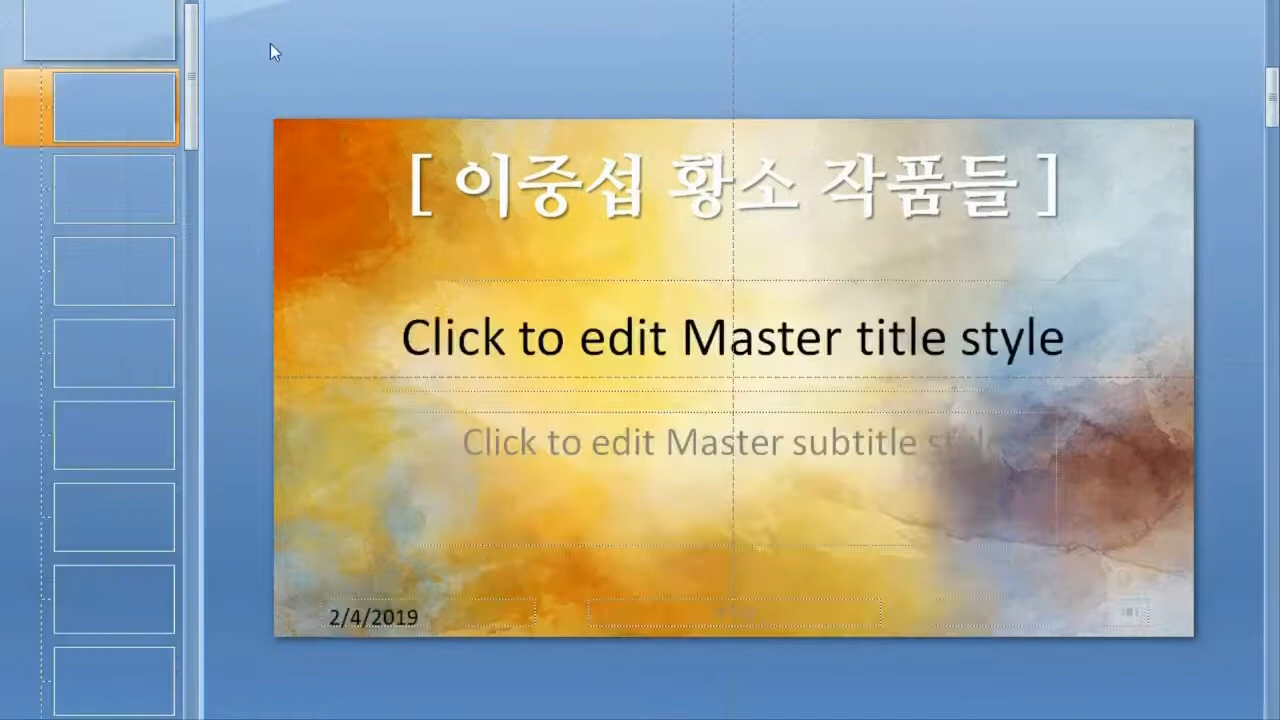 [ 이중섭 황소 작품들 ]
Click to edit Master title style
Click to edit Master subtitle style
2/4/2019